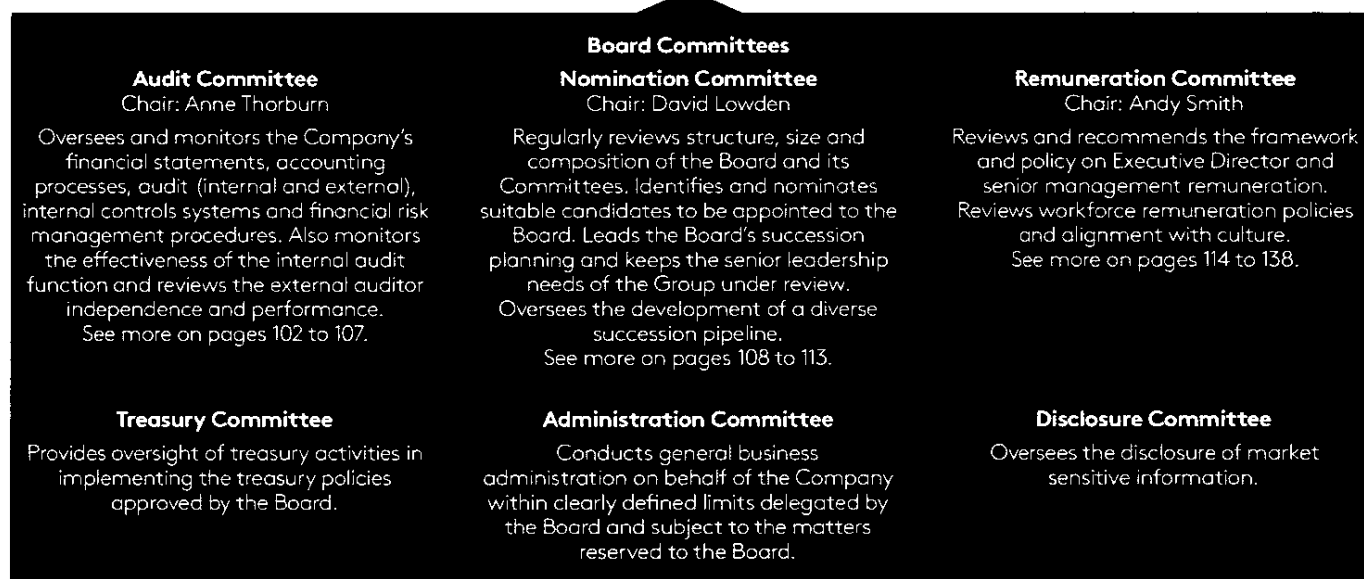 Board Committees
Audit Committee
Chair: Anne Thorburn
Oversees and monitors the Company's
financial statements, accounting
processes, audit (internal and external),
internal controls systems and financial risk
management procedures. Also monitors
the effectiveness of the internal audit
function and reviews the external auditor
independence and performance.
See more on pages 102 to 107.
Nomination Committee
Chair: David Lowden
Regularly reviews structure, size and
composition of the Board and its
Committees. Identifies and nominates
suitable candidates to be appointed to the
Board. Leads the Board's succession
planning and keeps the senior leadership
needs of the Group under review.
Oversees the development of a diverse
succession pipeline.
See more on pages 108 to 113.
Remuneration Committee
Chair: Andy Smith
Reviews and recommends the framework
and policy on Executive Director and
senior management remuneration.
Reviews workforce remuneration policies
and alignment with culture.
See more on pages 114 to 138.
Treasury Committee
Provides oversight of treasury activities in
implementing the treasury policies
approved by the Board.
Administration Committee
Conducts general business
administration on behalf of the Company
within clearly defined limits delegated by
the Board and subject to the matters
reserved to the Board.
Disclosure Committee
Oversees the disclosure of market
sensitive information.